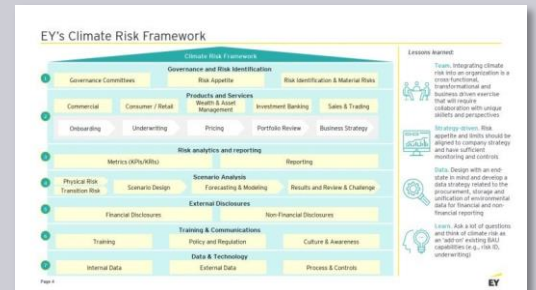 EY's Climate Risk Framework
Climate Risk Framework
1
Governance and Risk Identification
Governance Committees
Risk Appetite
Risk Identification & Material Risks
2
Products and Services
Commercial
Consumer / Retail
Wealth & Asset
Management
Investment Banking
Sales & Trading
Onboarding
Underwriting
Pricing
Portfolio Review
Business Strategy
3
Risk analytics and reporting
Metrics (KPIs/KRIs)
Reporting
4
Scenario Analysis
Physical Risk
Transition Risk
Scenario Design
Forecasting & Modeling
Results and Review & Challenge
5
External Disclosures
Financial Disclosures
Non-Financial Disclosures
6
Training & Communications
Training
Policy and Regulation
Culture & Awareness
7
Data & Technology
Internal Data
External Data
Process & Controls
Lessons learned:
Team. Integrating climate
risk into an organization is a
cross-functional,
transformational and
business driven exercise
that will require
collaboration with unique
skillets and perspectives
Strategy driven. Risk
appetite and limits should be
aligned to company strategy
and have sufficient
monitoring and controls
Data. Design with an end-
state in mind and develop a
data strategy related to the
procurement, storage and
unification of environmental
data for financial and non-
financial reporting
Learn. Ask a lot of questions
and think of climate risk as
an 'add on' existing BAU
capabilities (e.g., risk ID,
underwriting)
Page 4
EY